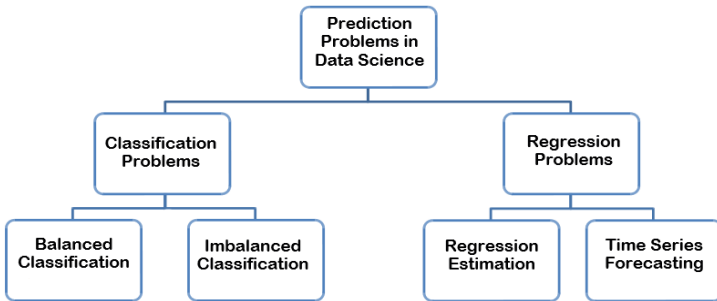 Prediction
Problems in
Data Science
Classification
Problems
Regression
Problems
Balanced
Classification
Imbalanced
Classification
Regression
Estimation
Time Series
Forecasting